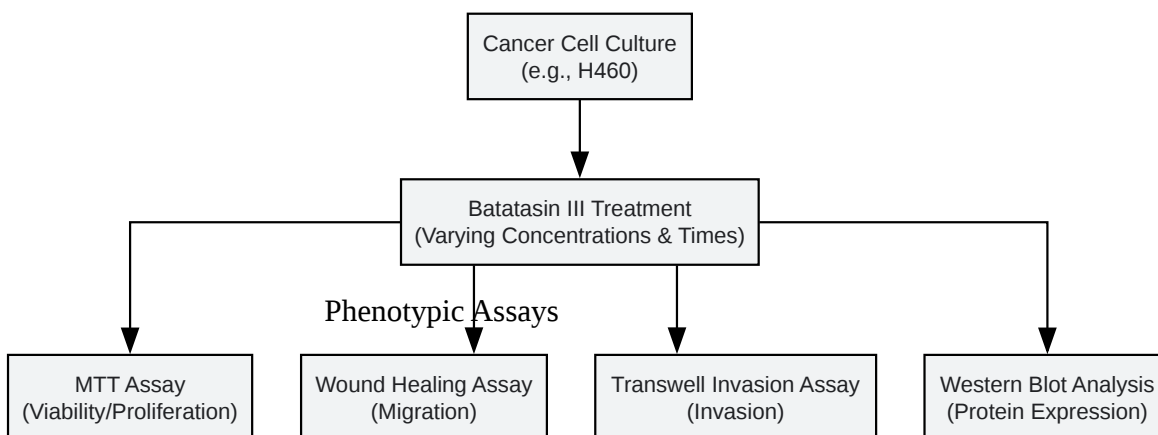 Cancer Cell Culture
(e.g., H460)
Batatasin III Treatment
(Varying Concentrations & Times)
Phenotypic Assays
MTT Assay
(Viability/Proliferation)
Wound Healing Assay
(Migration)
Transwell Invasion Assay
(Invasion)
Western Blot Analysis
(Protein Expression)